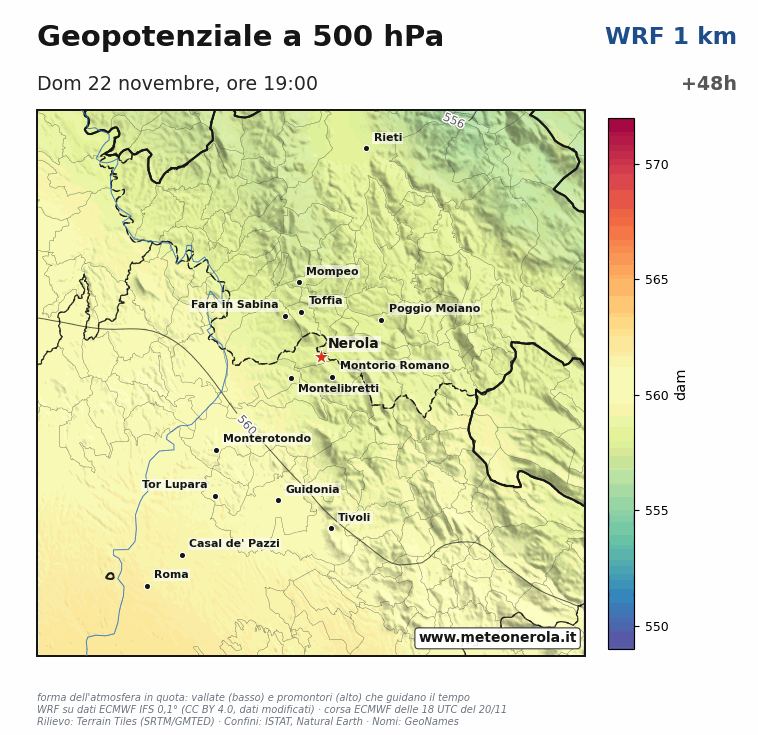 Geopotenziale a 500 hPa
WRF 1 km
Dom 22 novembre, ore 19:00
+48h
556
Rieti
570
Mompeo
Toffia
Fara in Sabina
Poggio Moiano
565
Nerola
Montorio Romano
Montelibretti
560
dam
560
Monterotondo
Tor Lupara
Guidonia
Tivoli
555
Casal de' Pazzi
Roma
550
www.meteonerola.it
forma dell'atmosfera in quota: vallate (basso) e promontori (alto) che guidano il tempo
WRF su dati ECMWF IFS 0,1° (CC BY 4.0, dati modificati) · corsa ECMWF delle 18 UTC del 20/11
Rilievo: Terrain Tiles (SRTM/GMTED) · Confini: ISTAT, Natural Earth · Nomi: GeoNames